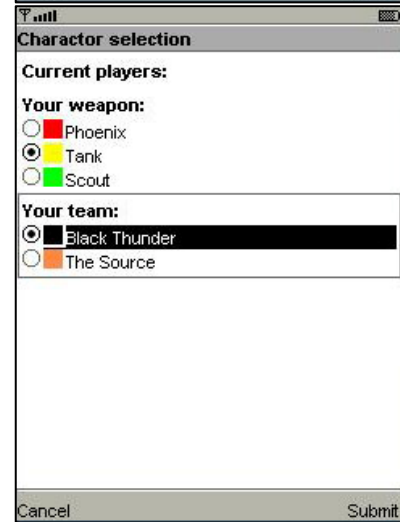 Charactor selection
Current players:
Your weapon:
Phoenix
Tank
Scout
Your team:
Black Thunder
The Source
Cancel Submit